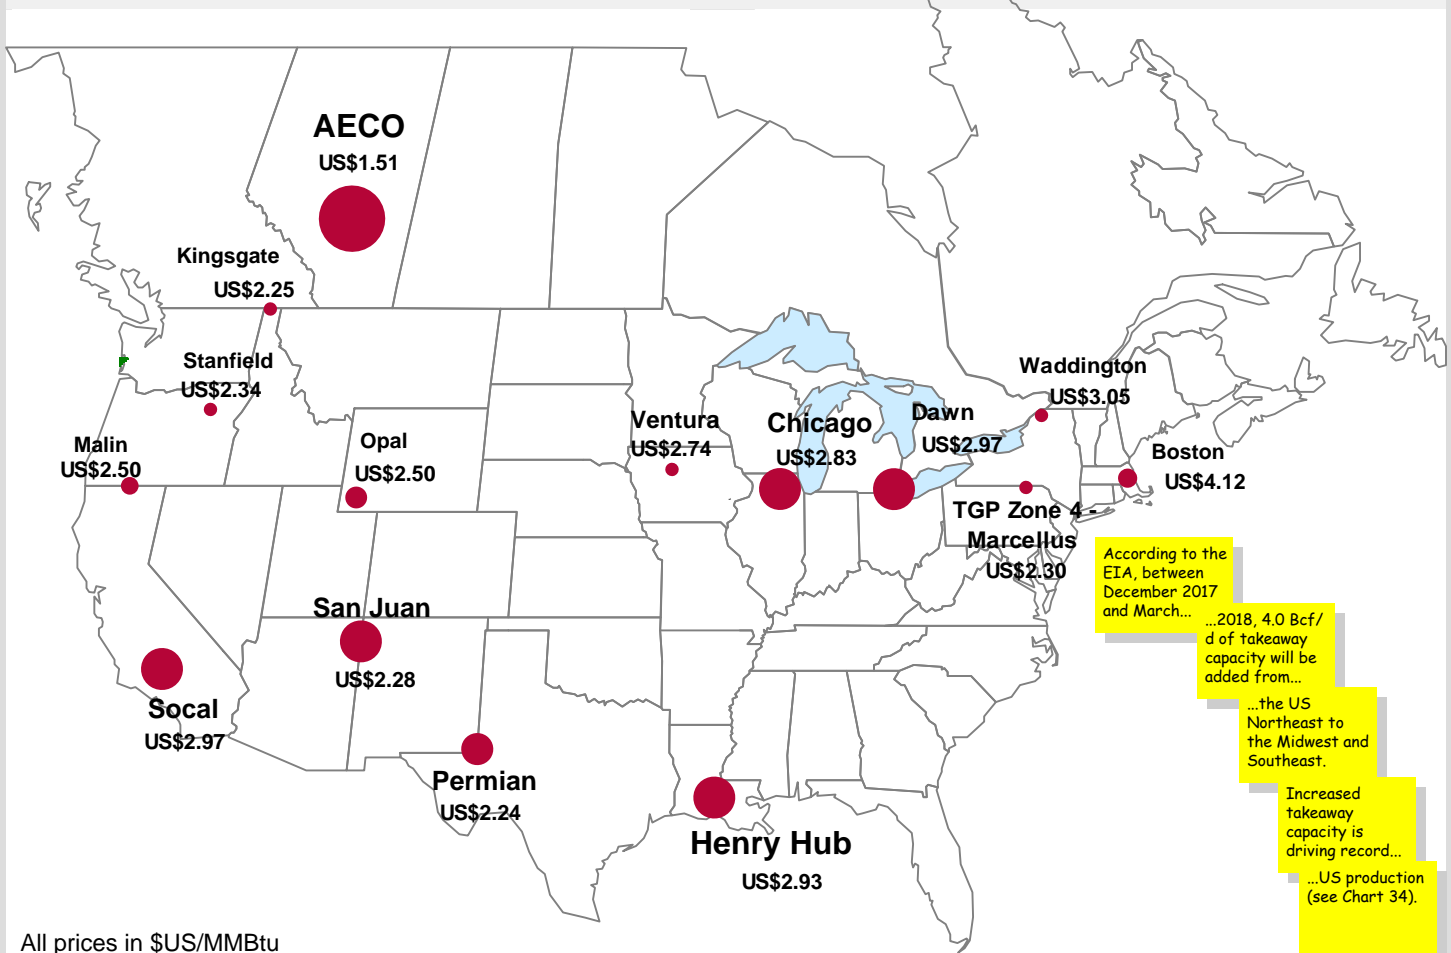 AECO
US$1.51
Kingsgate
US$2.25
Stanfield
US$2.34
Malin
US$2.50
Opal
US$2.50
Ventura
US$2.74
Chicago
US$2.83
Dawn
US$2.97
Waddington
US$3.05
Boston
US$4.12
TGP Zone 4 -
Marcellus
US$2.30
San Juan
US$2.28
Socal
US$2.97
Permian
US$2.24
Henry Hub
US$2.93
According to the
EIA, between
December 2017
and March...
...2018, 4.0 Bcf/
d of takeaway
capacity will be
added from...
...the US
Northeast to
the Midwest and
Southeast.
Increased
takeaway
capacity is
driving record...
...US production
(see Chart 34).
All prices in $US/MMBtu